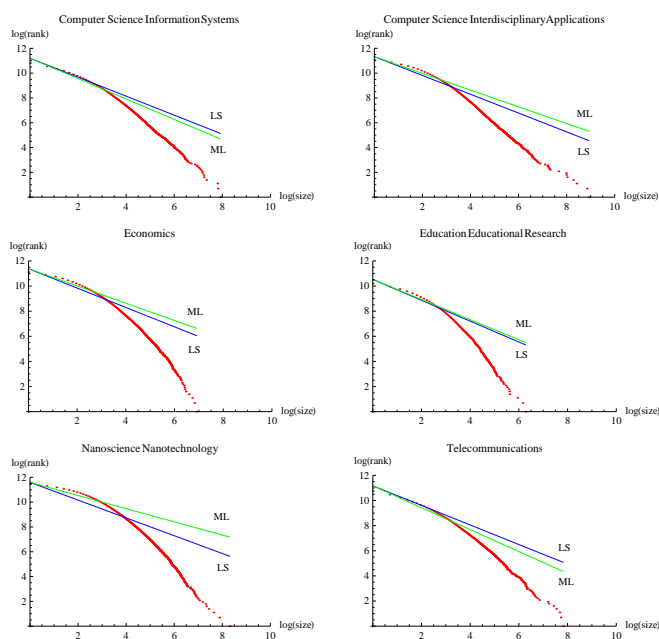 Computer Science Information Systems
log(rank)
12
10
8
6
4
2
LS
ML
2
4
6
8
10
log(size)
Computer Science Interdisciplinary Applications
log(rank)
12
10
8
6
4
2
ML
LS
2
4
6
8
10
log(size)
Economics
log(rank)
12
10
8
6
4
2
ML
LS
2
4
6
8
10
log(size)
Education Educational Research
log(rank)
12
10
8
6
4
2
ML
LS
2
4
6
8
10
log(size)
Nanoscience Nanotechnology
log(rank)
12
10
8
6
4
2
ML
LS
2
4
6
8
10
log(size)
Telecommunications
log(rank)
12
10
8
6
4
2
LS
ML
2
4
6
8
10
log(size)